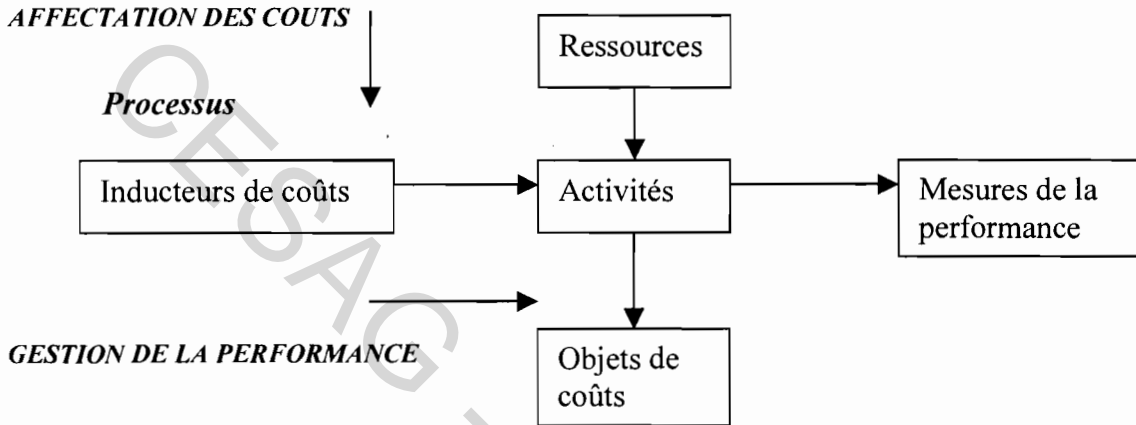 AFFECTATION DES COUTS
Ressources
Processus
Inducteurs de coûts
Activités
Mesures de la
performance
GESTION DE LA PERFORMANCE
Objets de
coûts
CESAG -